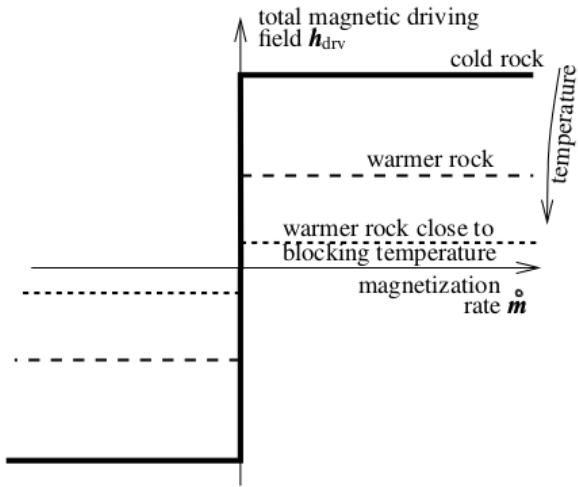 total magnetic driving
field h_drv
cold rock
temperature
warmer rock
warmer rock close to
blocking temperature
magnetization
rate m̊